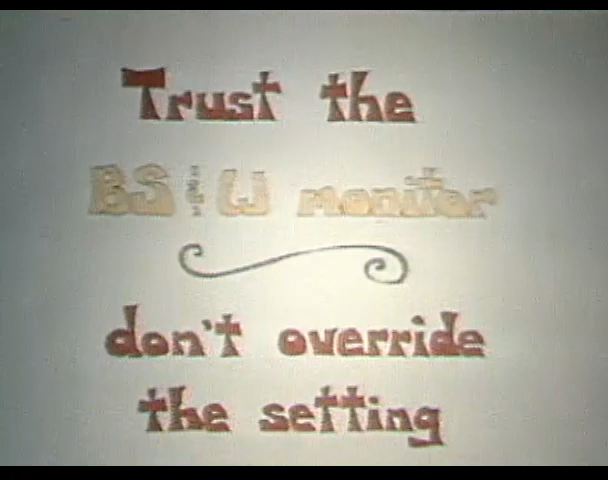 Trust the
BS W monitor
don't override
the setting